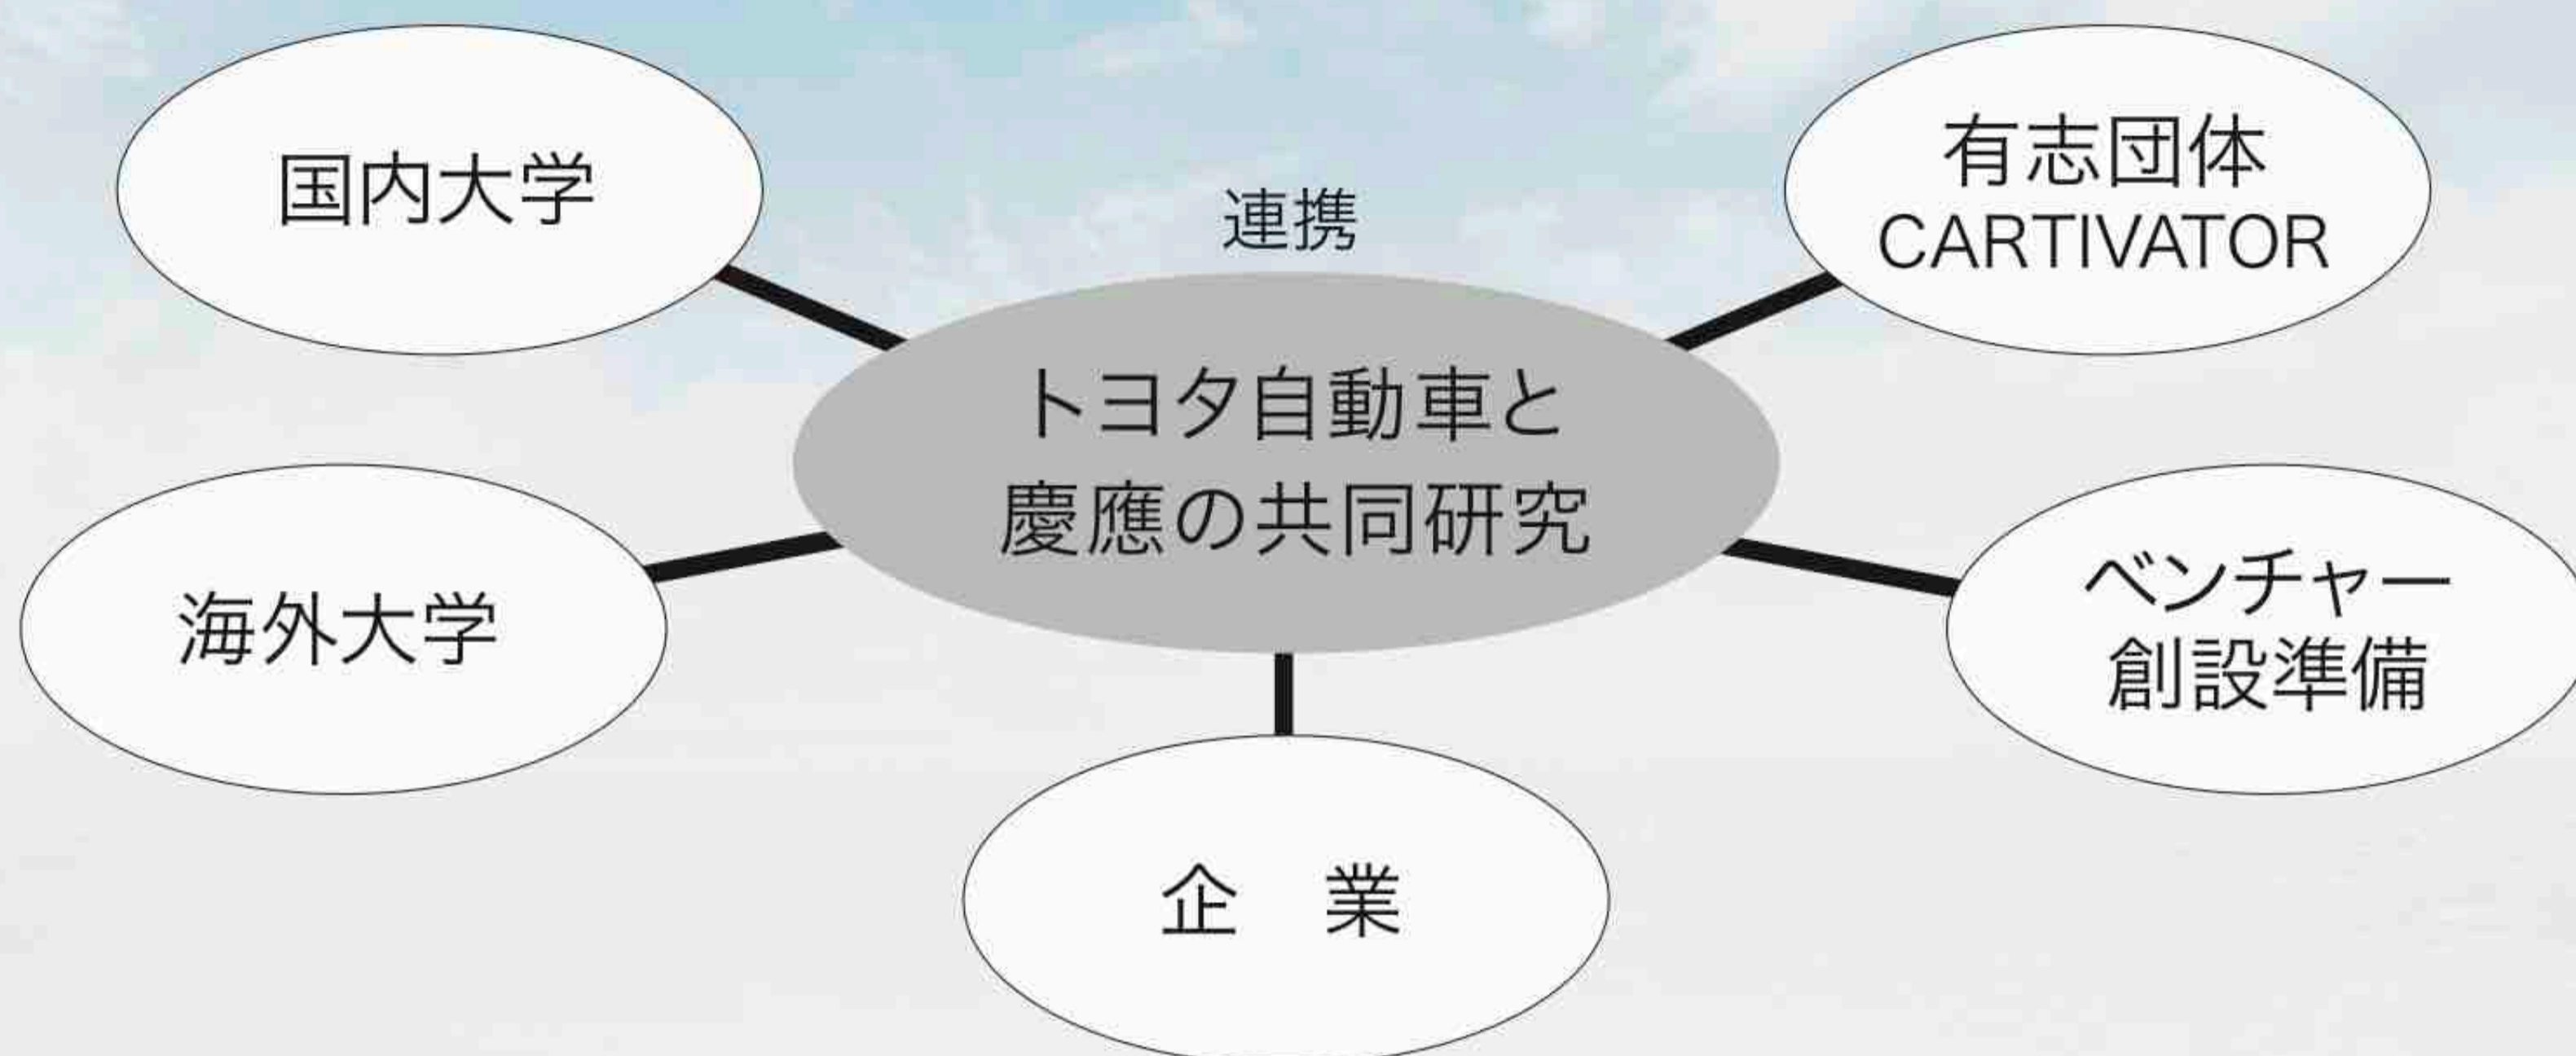 国内大学
有志団体
CARTIVATOR
連携
トヨタ自動車と
慶應の共同研究
海外大学
ベンチャー
創設準備
企　業